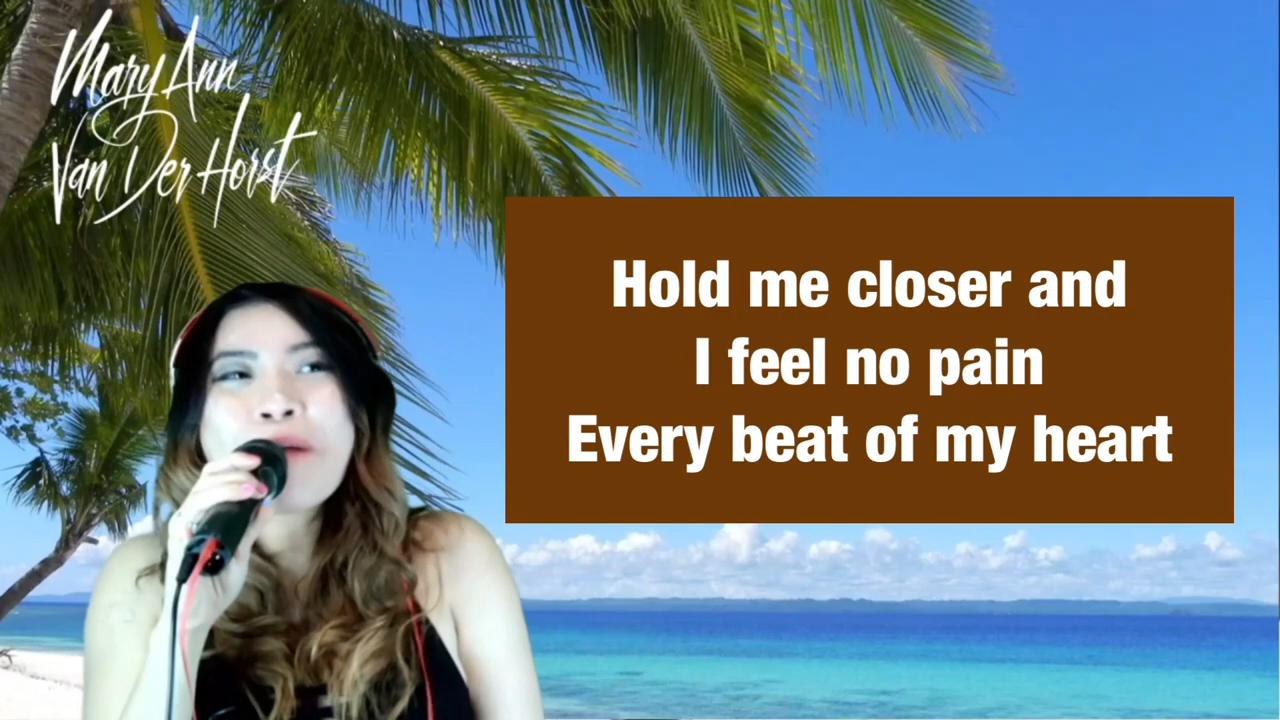 Mary Ann
Van Der Horst
Hold me closer and
I feel no pain
Every beat of my heart